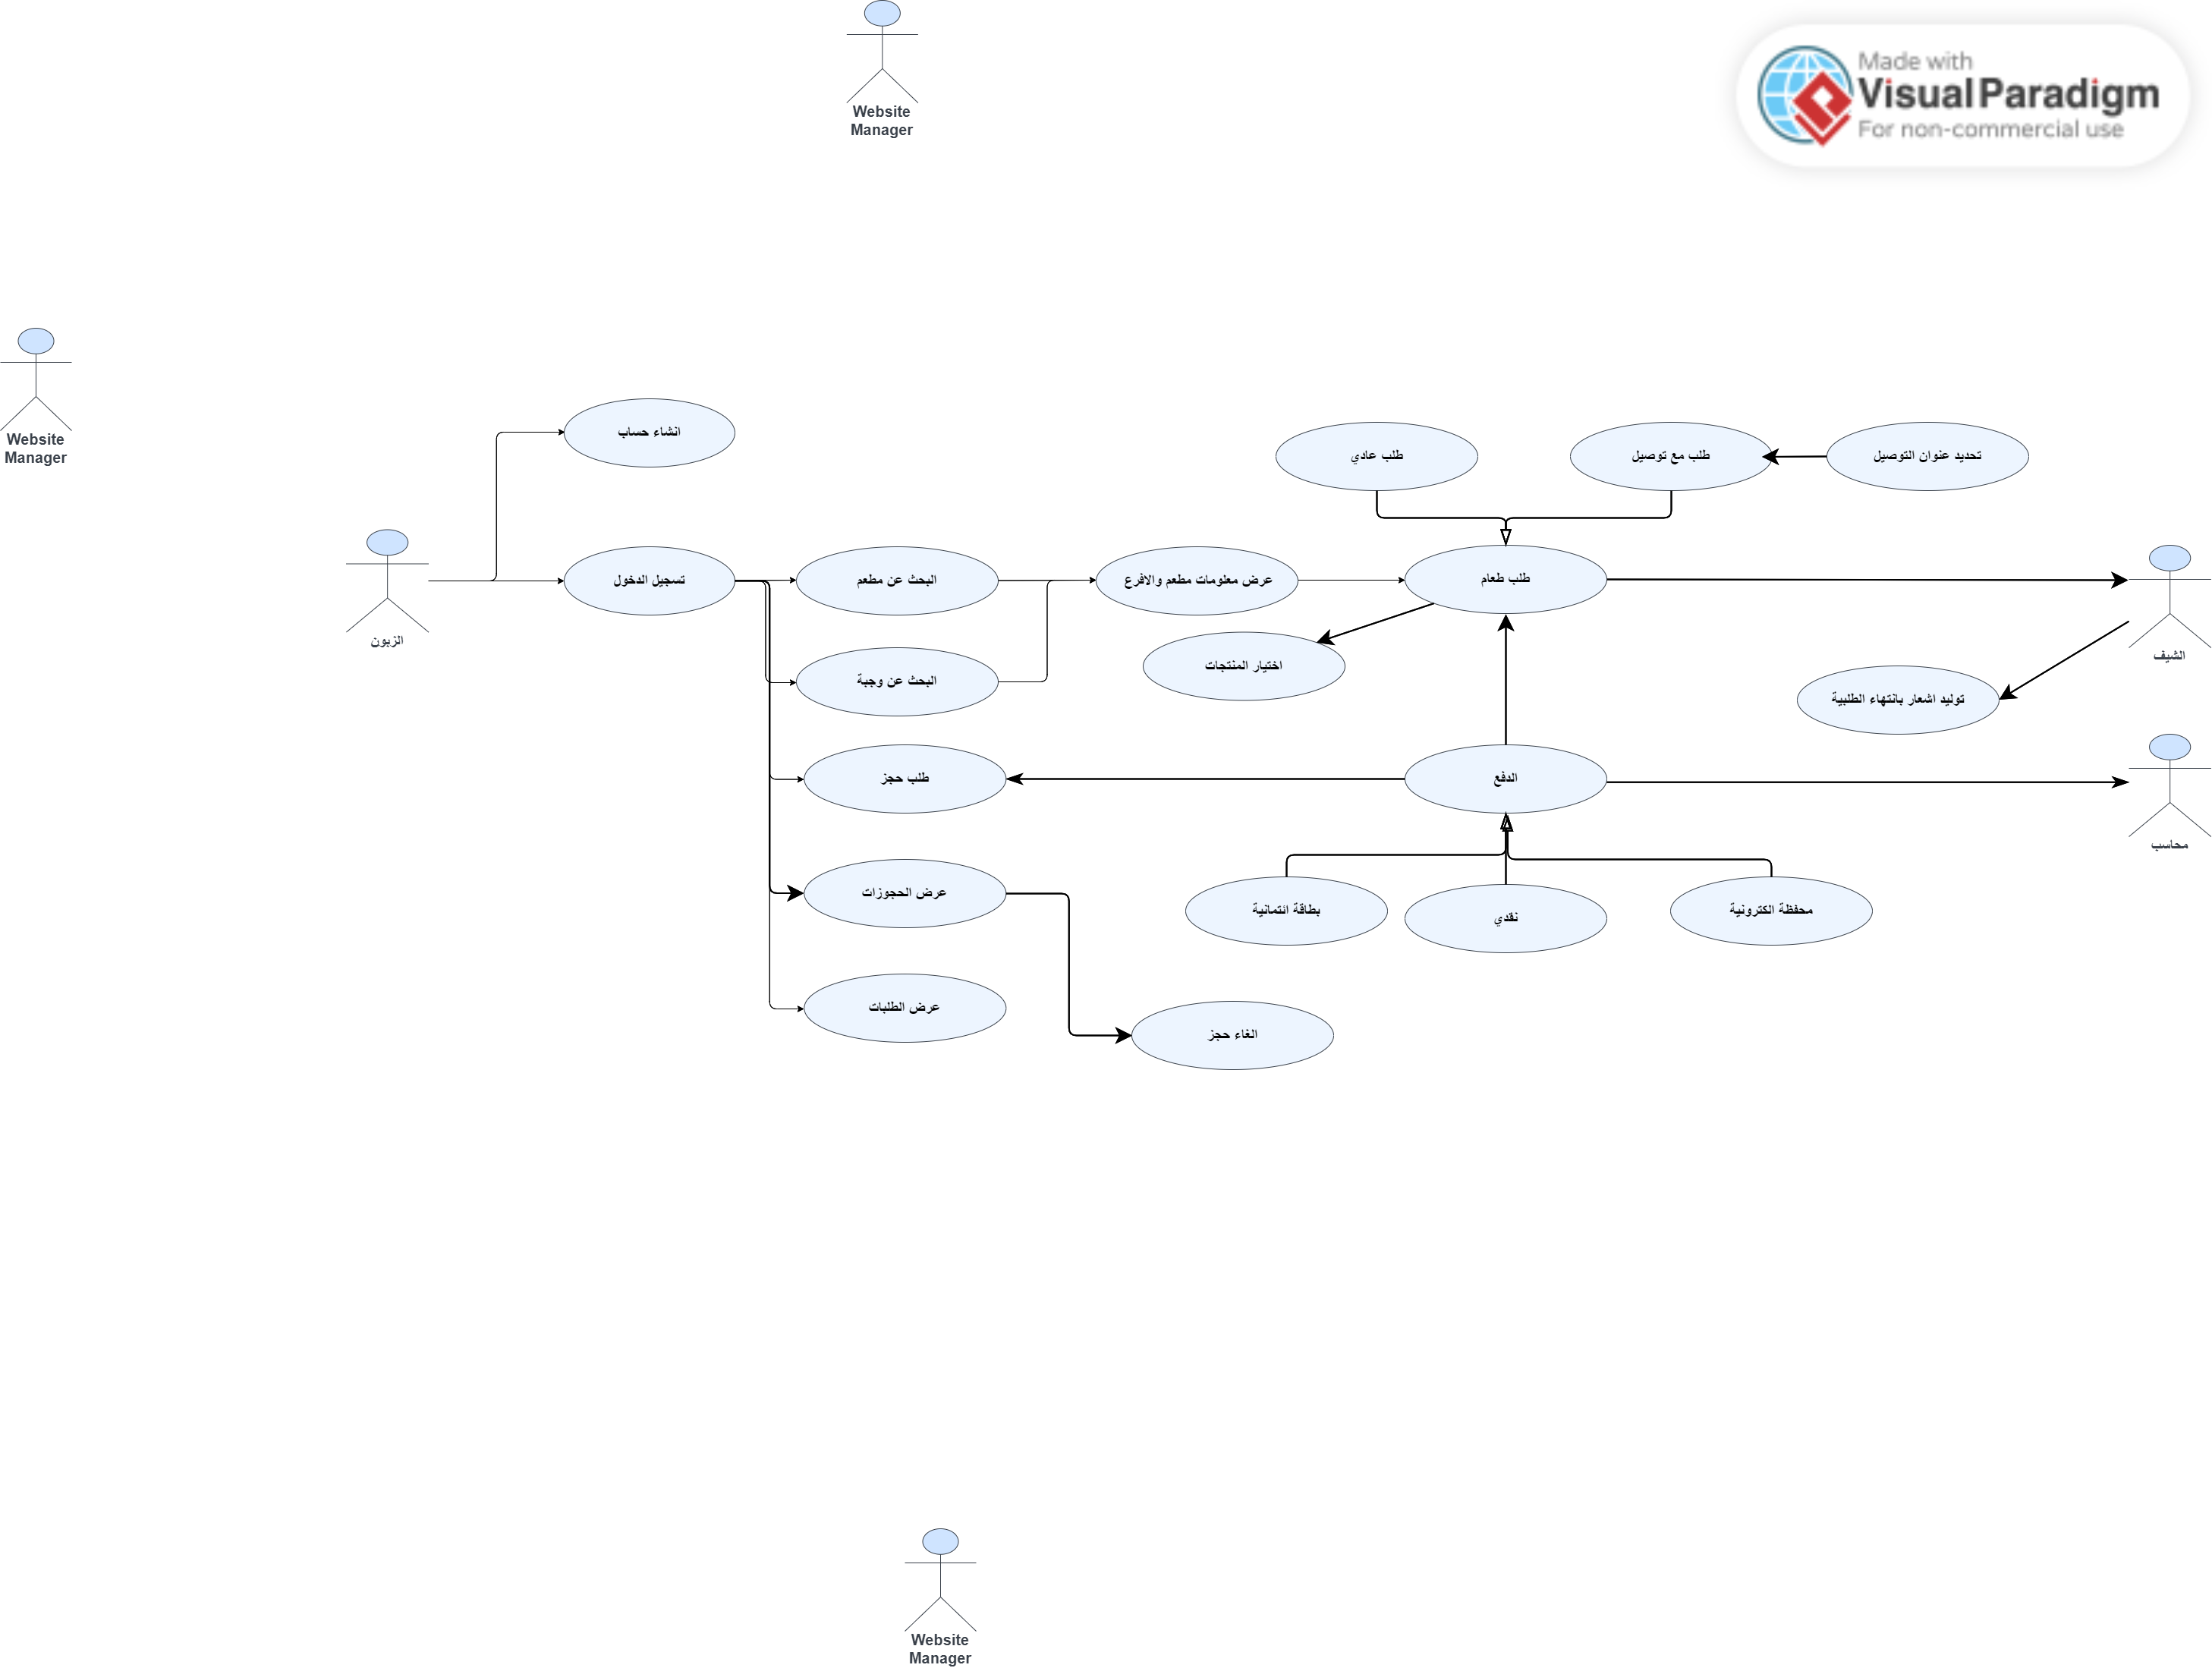 Website
Manager
Made with
Visual Paradigm
For non-commercial use
Website
Manager
انشاء حساب
طلب عادي
طلب مع توصيل
تحديد عنوان التوصيل
الزبون
تسجيل الدخول
البحث عن مطعم
عرض معلومات مطعم والافرع
طلب طعام
الشيف
اختيار المنتجات
البحث عن وجبة
توليد اشعار بانتهاء الطلبية
طلب حجز
الدفع
محاسب
عرض الحجوزات
بطاقة ائتمانية
نقدي
محفظة الكترونية
عرض الطلبات
الغاء حجز
Website
Manager